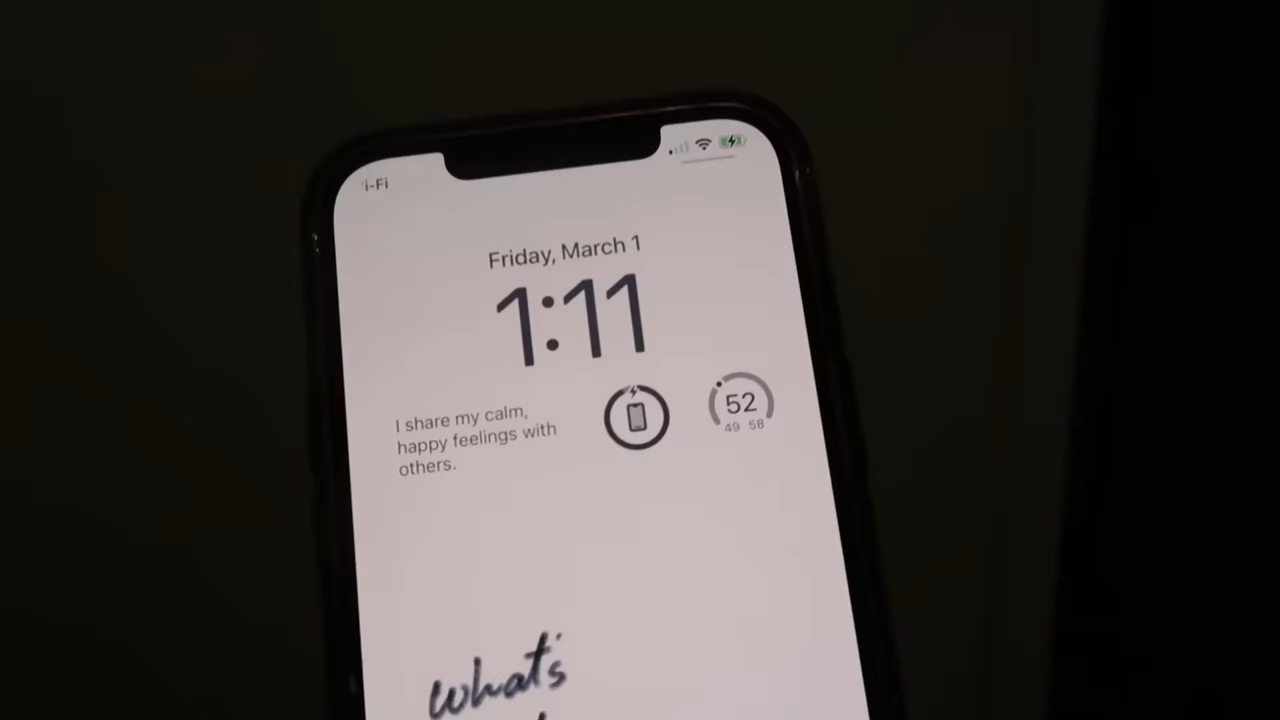 i-Fi
Friday, March 1
1:11
I share my calm,
happy feelings with
others.
52
49 58
what's